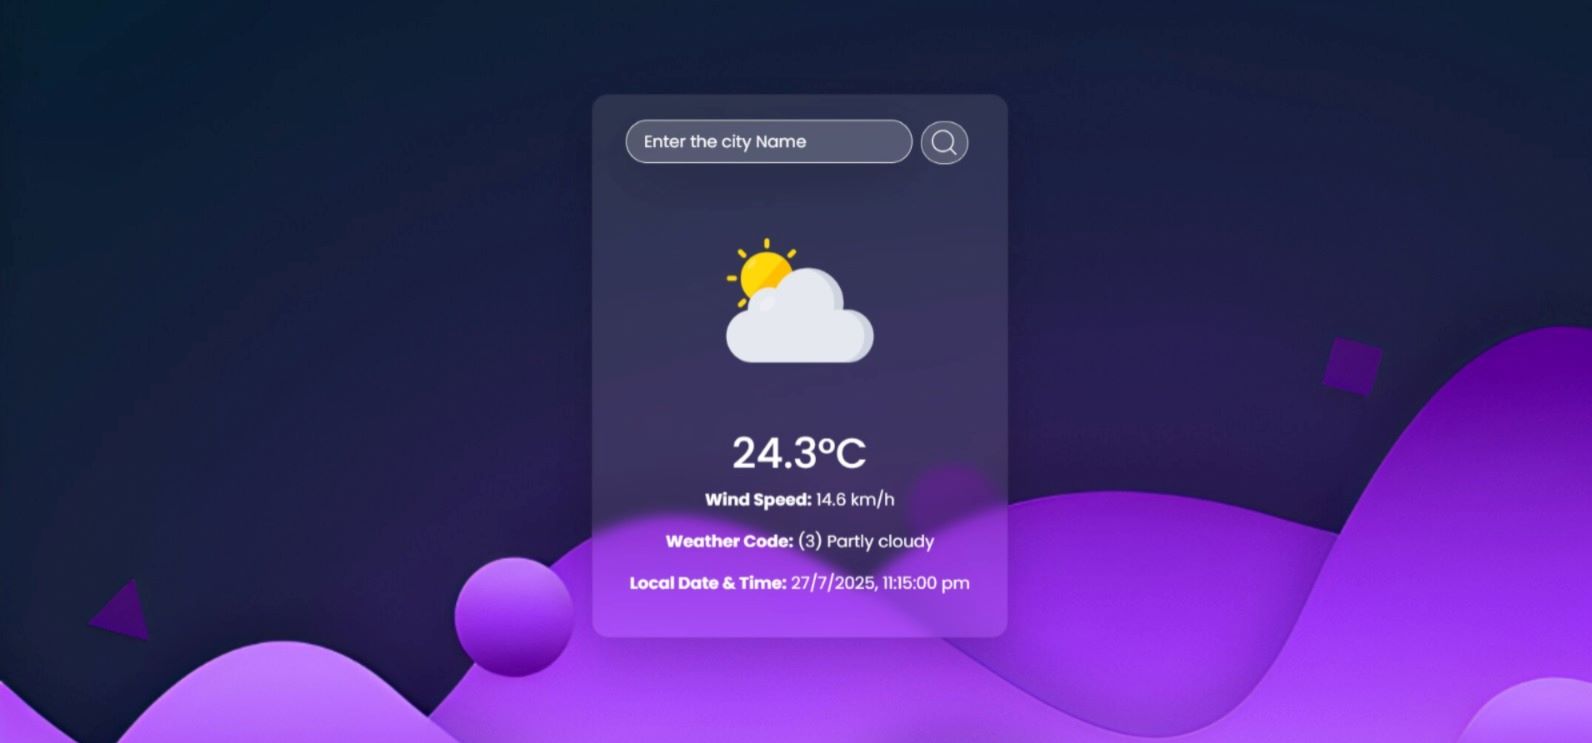 Enter the city Name
24.3°C
Wind Speed: 14.6 km/h
Weather Code: (3) Partly cloudy
Local Date & Time: 27/7/2025, 11:15:00 pm